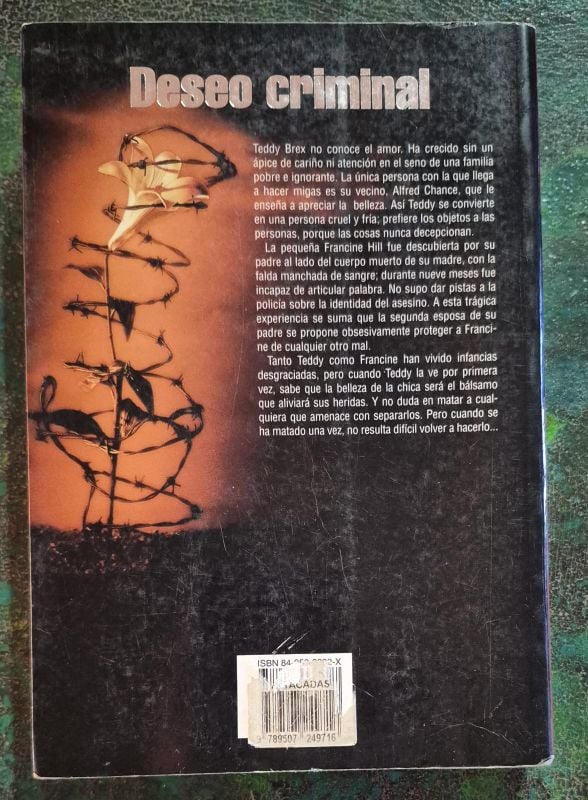 Deseo criminal
Teddy Brex no conoce el amor. Ha crecido sin un
ápice de cariño ni atención en el seno de una familia
pobre e ignorante. La única persona con la que llega
a hacer migas es su vecino, Alfred Chance, que le
enseña a apreciar la belleza. Así Teddy se convierte
en una persona cruel y fría; prefiere los objetos a las
personas, porque las cosas nunca decepcionan.
La pequeña Francine Hill fue descubierta por su
padre al lado del cuerpo muerto de su madre, con la
falda manchada de sangre; durante nueve meses fue
incapaz de articular palabra. No supo dar pistas a la
policía sobre la identidad del asesino. A esta trágica
experiencia se suma que la segunda esposa de su
padre se propone obsesivamente proteger a Franci-
ne de cualquier otro mal.
Tanto Teddy como Francine han vivido infancias
desgraciadas, pero cuando Teddy la ve por primera
vez, sabe que la belleza de la chica será el bálsamo
que aliviará sus heridas. Y no duda en matar a cual-
quiera que amenace con separarlos. Pero cuando se
ha matado una vez, no resulta difícil volver a hacerlo...
ISBN
9 789507 249716